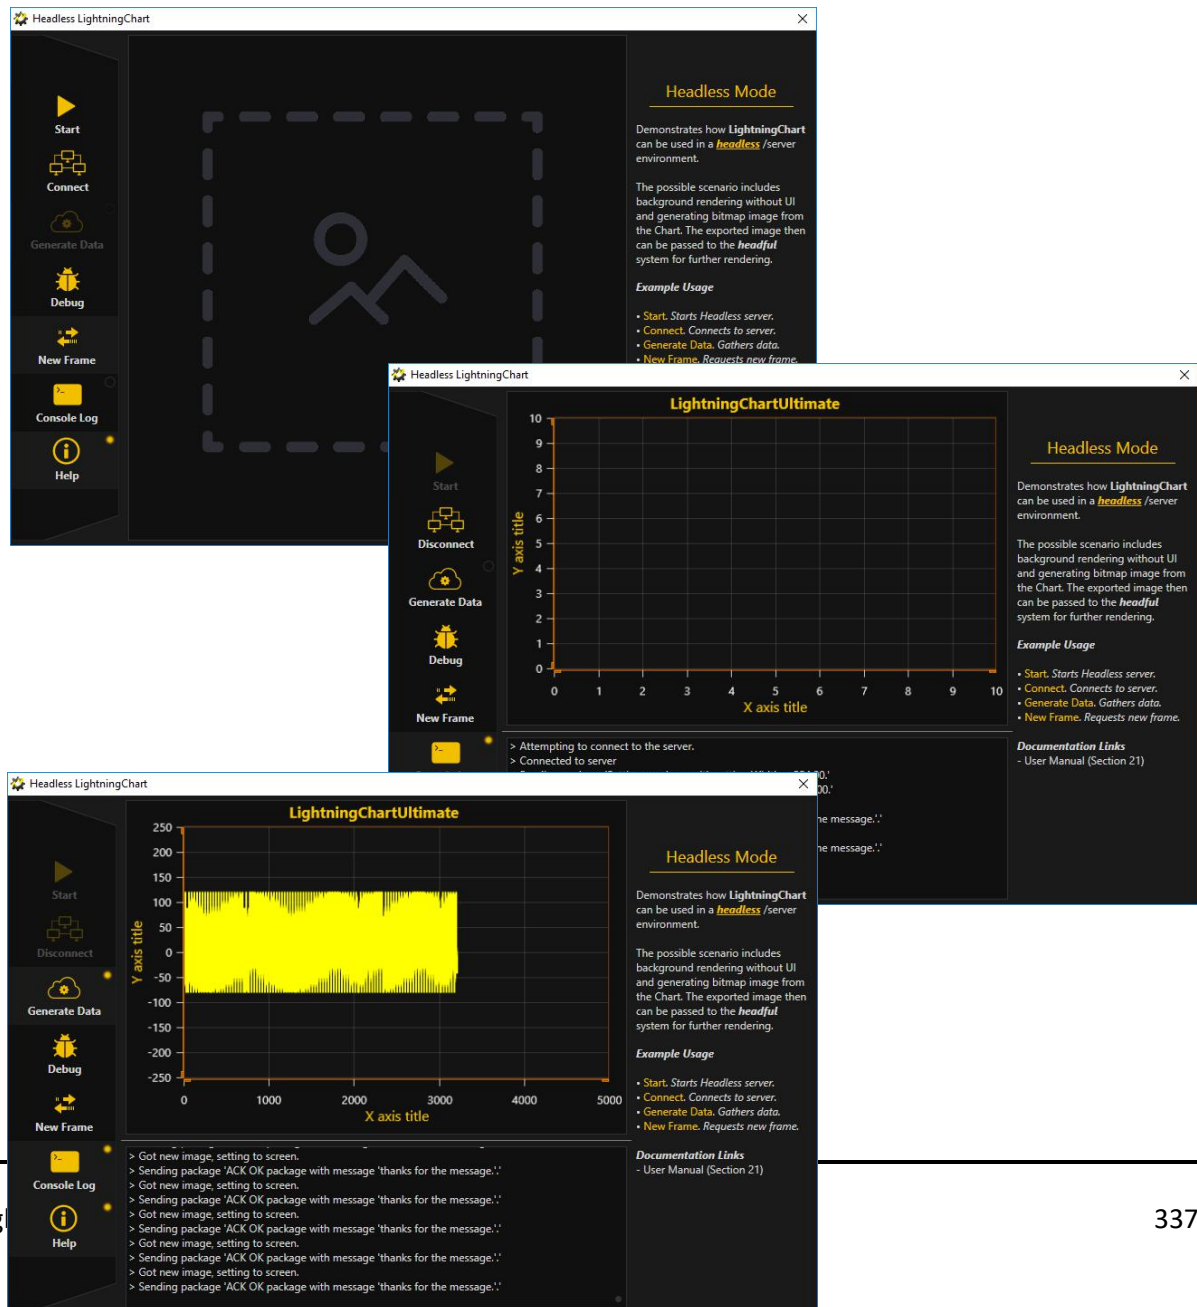 Headless LightningChart
Start
Connect
Generate Data
Debug
New Frame
Console Log
Help
Headless Mode
Demonstrates how LightningChart
can be used in a headless /server
environment.
The possible scenario includes
background rendering without UI
and generating bitmap image from
the Chart. The exported image then
can be passed to the headful
system for further rendering.
Example Usage
• Start. Starts Headless server.
• Connect. Connects to server.
• Generate Data. Gathers data.
• New Frame. Requests new frame.
Headless LightningChart
Start
Disconnect
Generate Data
Debug
New Frame
LightningChartUltimate
Y axis title
10
9
8
7
6
5
4
3
2
1
0
0 1 2 3 4 5 6 7 8 9 10
X axis title
> Attempting to connect to the server.
> Connected to server
he message.'.'
he message.'.'
Headless Mode
Demonstrates how LightningChart
can be used in a headless /server
environment.
The possible scenario includes
background rendering without UI
and generating bitmap image from
the Chart. The exported image then
can be passed to the headful
system for further rendering.
Example Usage
• Start. Starts Headless server.
• Connect. Connects to server.
• Generate Data. Gathers data.
• New Frame. Requests new frame.
Documentation Links
- User Manual (Section 21)
Headless LightningChart
Start
Disconnect
Generate Data
Debug
New Frame
Console Log
Help
LightningChartUltimate
Y axis title
250
200
150
100
50
0
-50
-100
-150
-200
-250
0 1000 2000 3000 4000 5000
X axis title
> Got new image, setting to screen.
> Sending package 'ACK OK package with message 'thanks for the message.'.'
> Got new image, setting to screen.
> Sending package 'ACK OK package with message 'thanks for the message.'.'
> Got new image, setting to screen.
> Sending package 'ACK OK package with message 'thanks for the message.'.'
> Got new image, setting to screen.
> Sending package 'ACK OK package with message 'thanks for the message.'.'
> Got new image, setting to screen.
> Sending package 'ACK OK package with message 'thanks for the message.'.'
Headless Mode
Demonstrates how LightningChart
can be used in a headless /server
environment.
The possible scenario includes
background rendering without UI
and generating bitmap image from
the Chart. The exported image then
can be passed to the headful
system for further rendering.
Example Usage
• Start. Starts Headless server.
• Connect. Connects to server.
• Generate Data. Gathers data.
• New Frame. Requests new frame.
Documentation Links
- User Manual (Section 21)
337